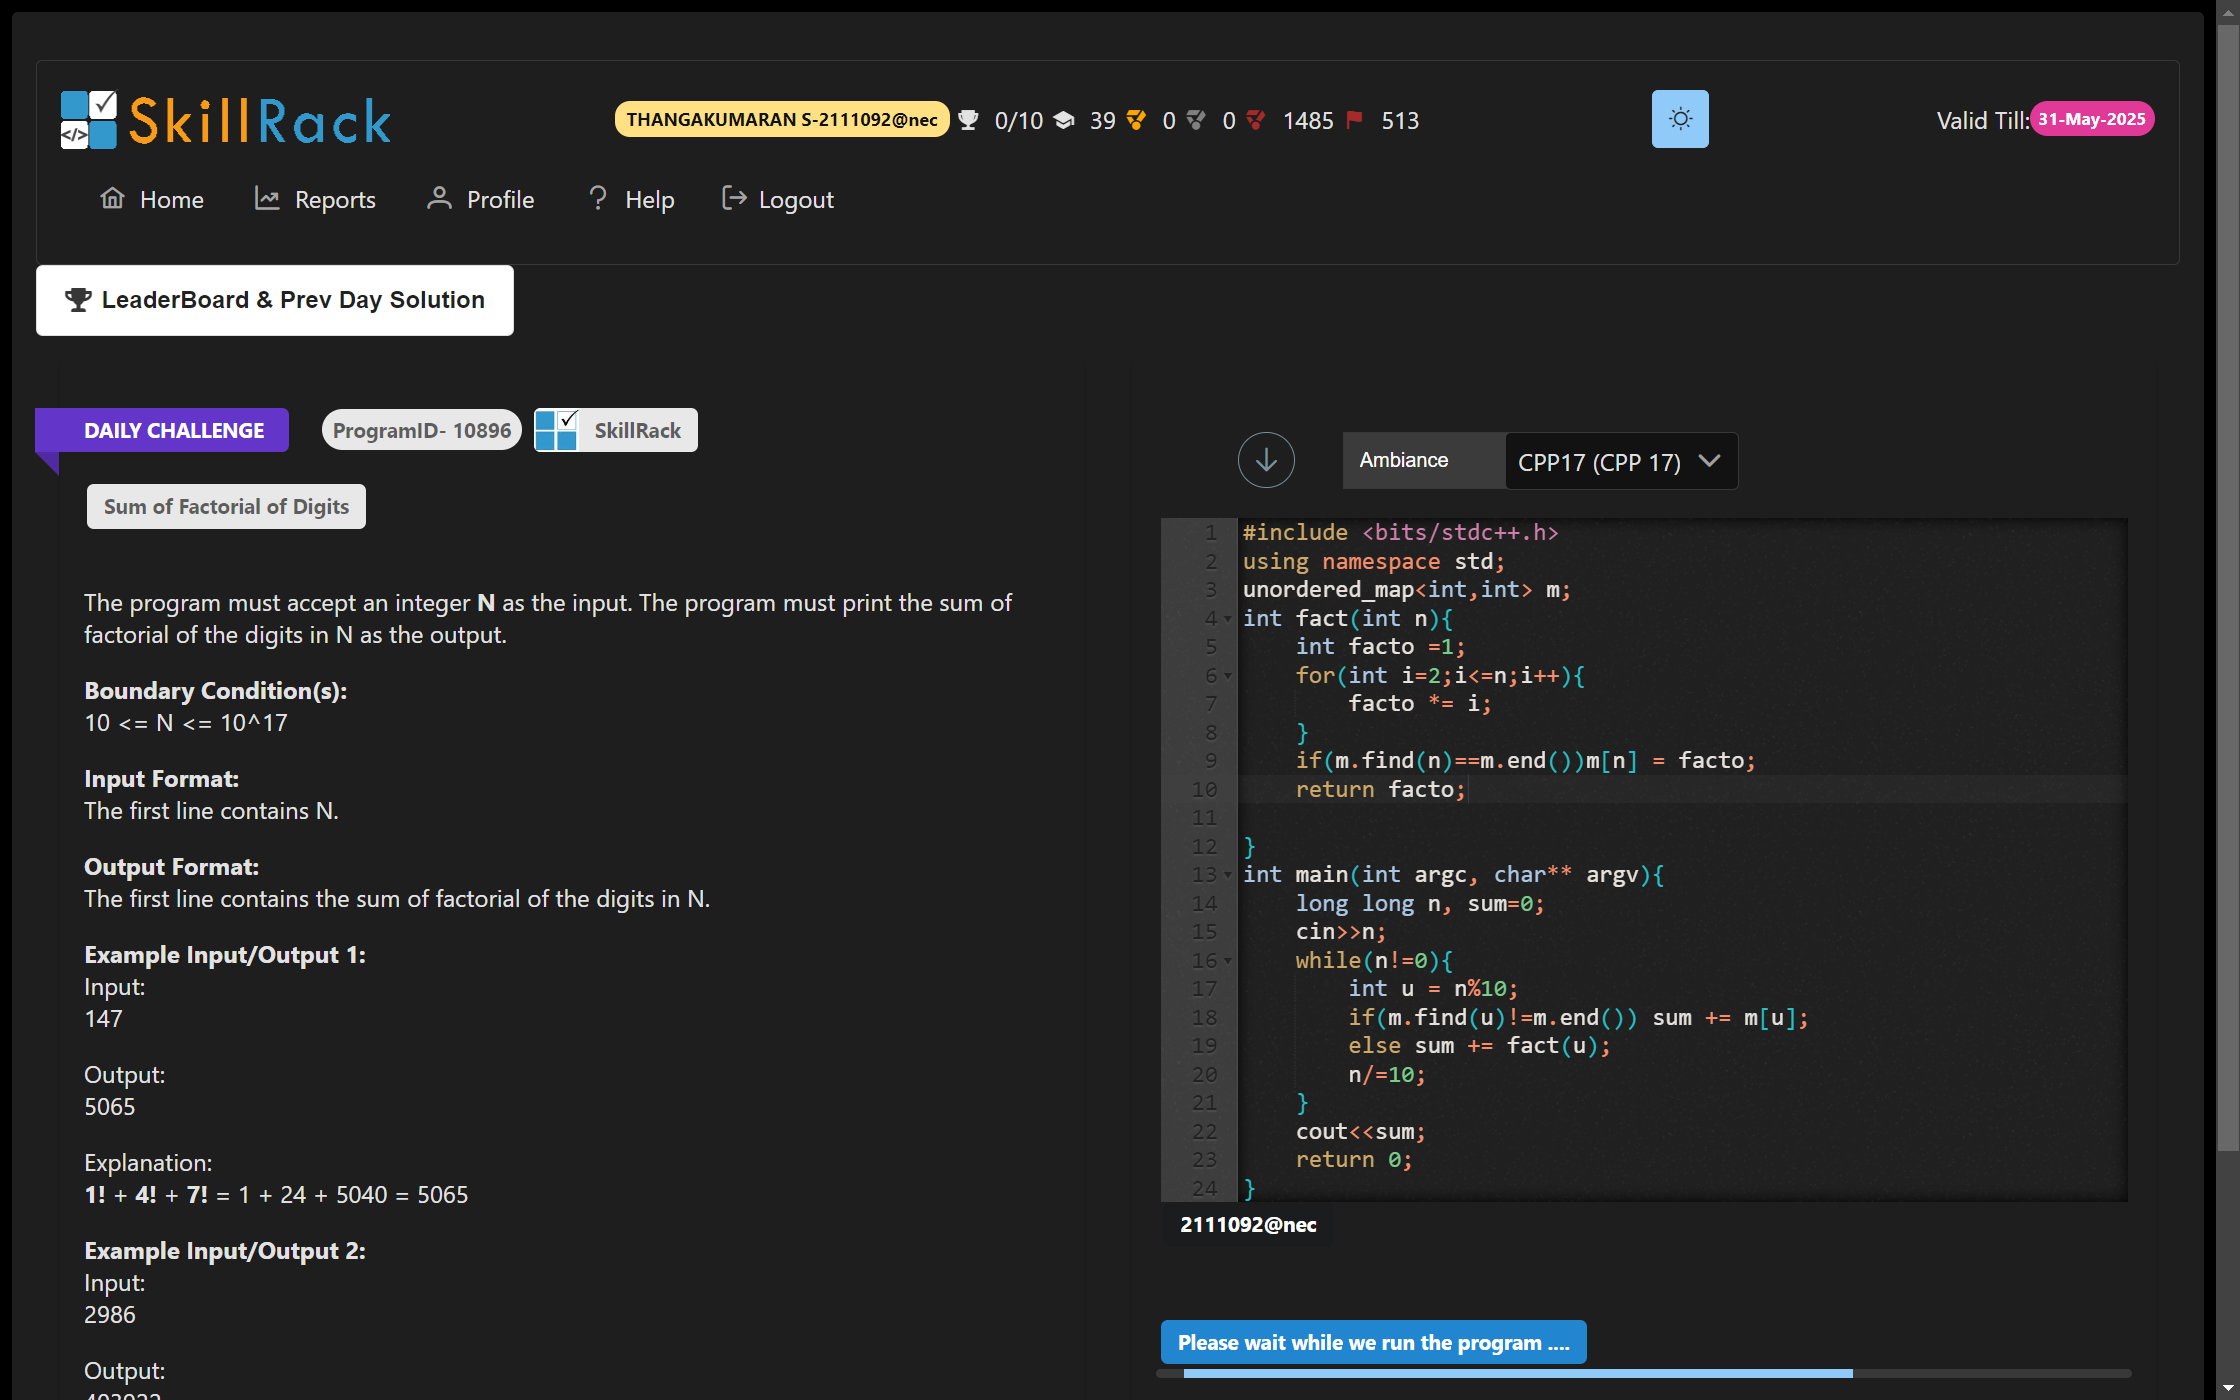 SkillRack
THANGAKUMARAN S-2111092@nec 0/10 39 0 0 1485 513
Valid Till: 31-May-2025
Home Reports Profile Help Logout
LeaderBoard & Prev Day Solution
DAILY CHALLENGE ProgramID- 10896 SkillRack
Sum of Factorial of Digits
The program must accept an integer N as the input. The program must print the sum of
factorial of the digits in N as the output.
Boundary Condition(s):
10 <= N <= 10^17
Input Format:
The first line contains N.
Output Format:
The first line contains the sum of factorial of the digits in N.
Example Input/Output 1:
Input:
147
Output:
5065
Explanation:
1! + 4! + 7! = 1 + 24 + 5040 = 5065
Example Input/Output 2:
Input:
2986
Output:
Ambiance CPP17 (CPP 17)
1 #include <bits/stdc++.h>
2 using namespace std;
3 unordered_map<int,int> m;
4 int fact(int n){
5     int facto =1;
6     for(int i=2;i<=n;i++){
7         facto *= i;
8     }
9     if(m.find(n)==m.end())m[n] = facto;
10     return facto;
11
12 }
13 int main(int argc, char** argv){
14     long long n, sum=0;
15     cin>>n;
16     while(n!=0){
17         int u = n%10;
18         if(m.find(u)!=m.end()) sum += m[u];
19         else sum += fact(u);
20         n/=10;
21     }
22     cout<<sum;
23     return 0;
24 }
2111092@nec
Please wait while we run the program ....